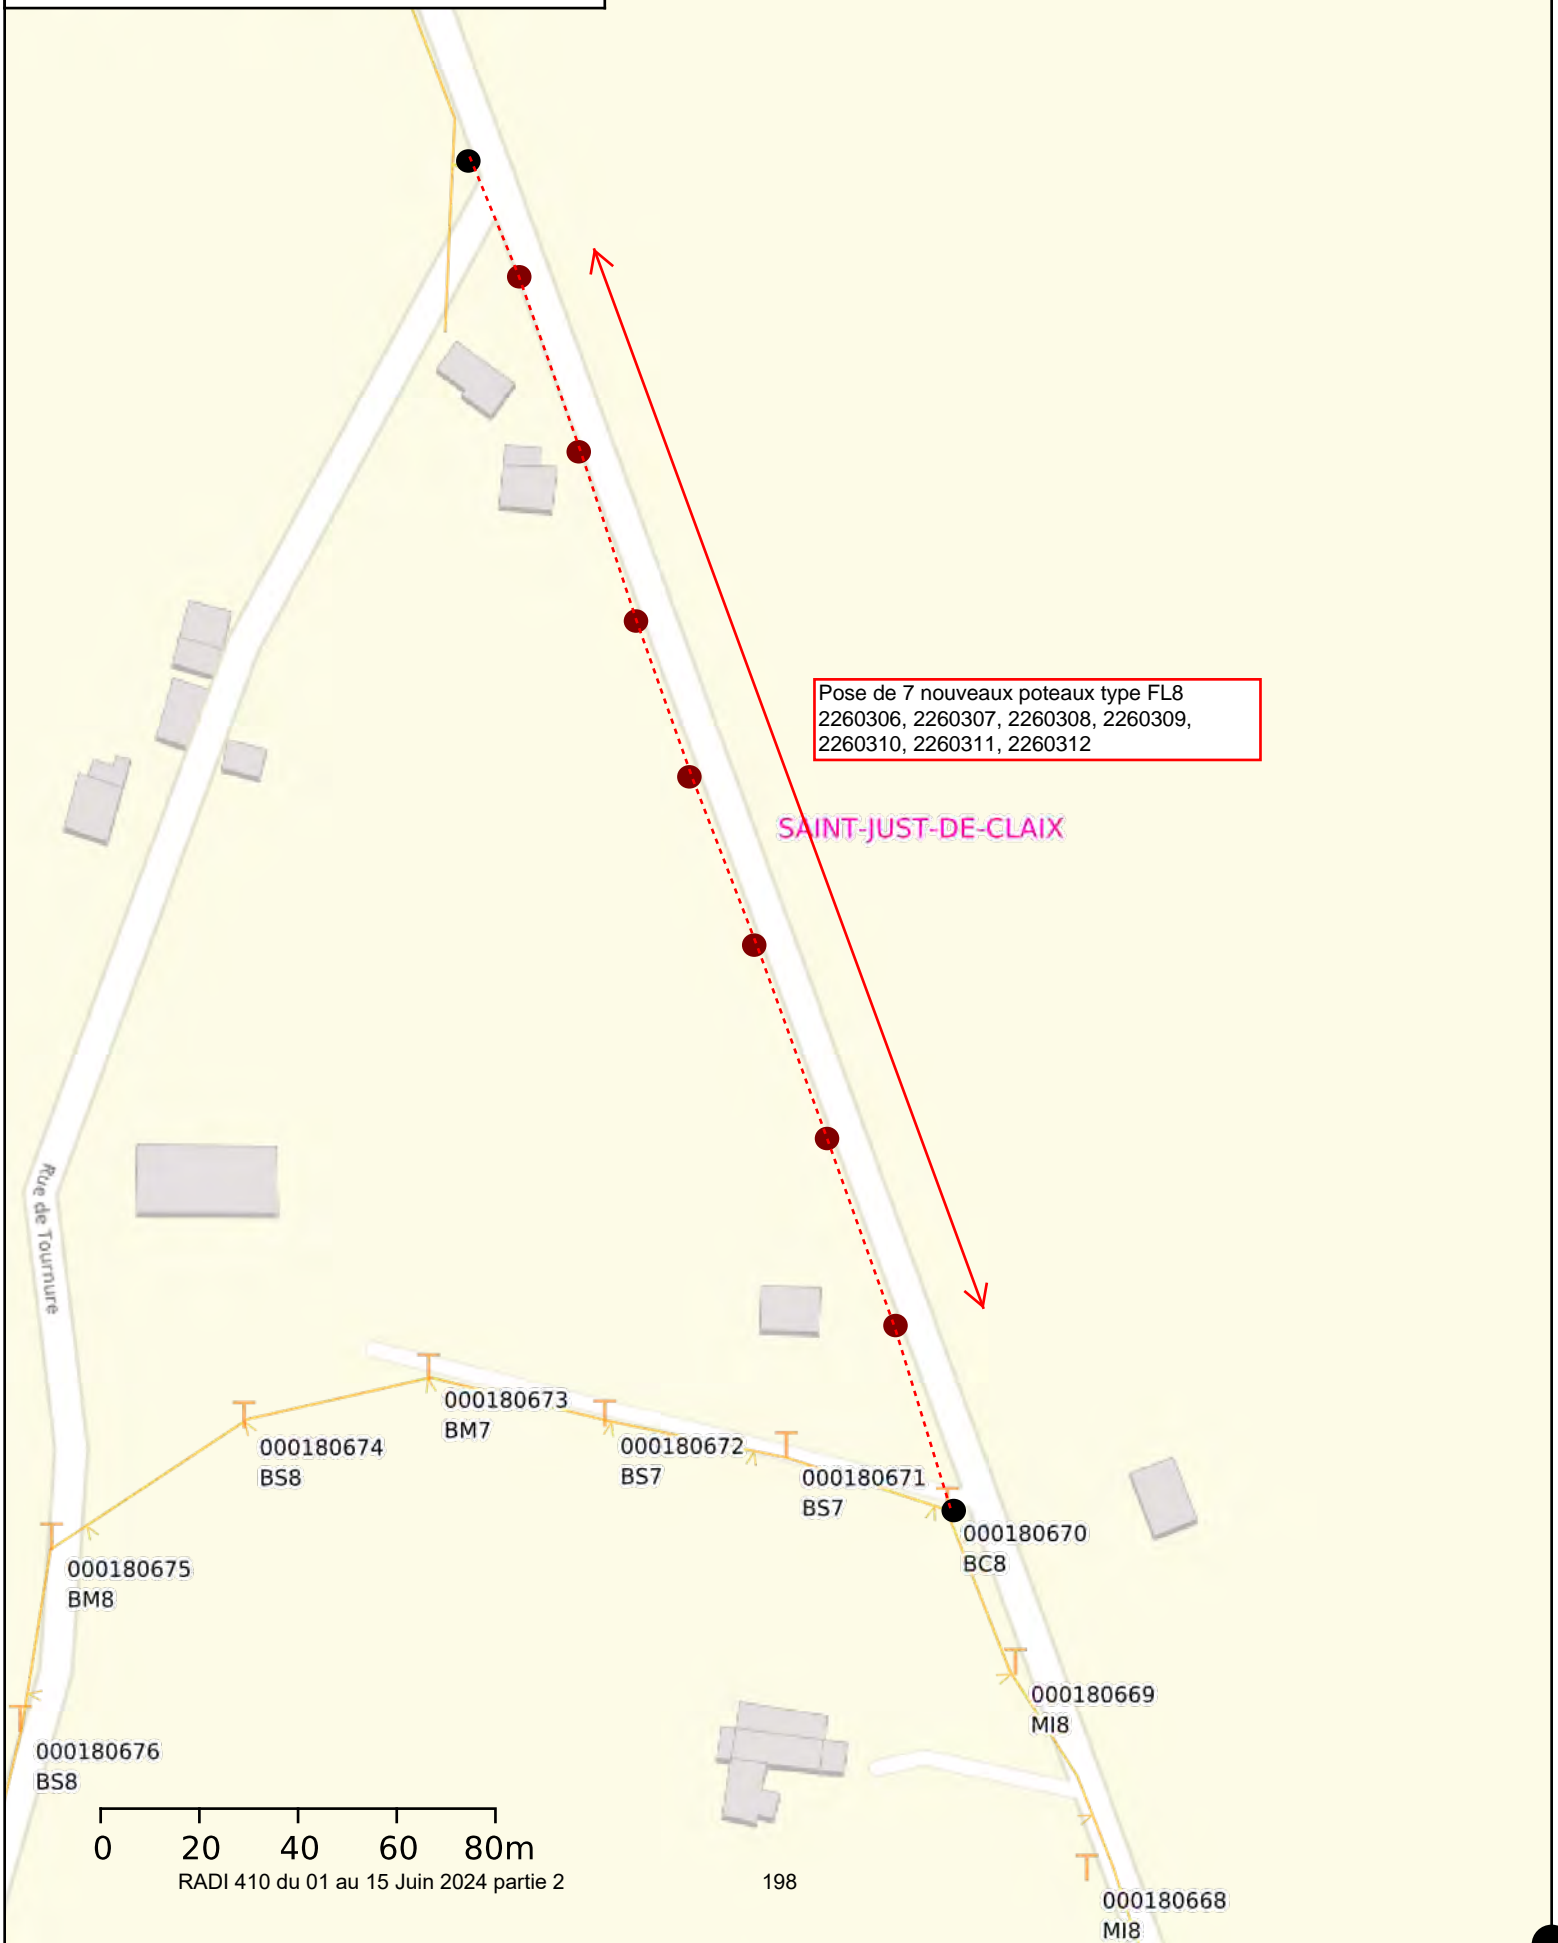 Pose de 7 nouveaux poteaux type FL8
2260306, 2260307, 2260308, 2260309,
2260310, 2260311, 2260312
SAINT-JUST-DE-CLAIX
Rue de Tournure
000180673
BM7
000180674
BS8
000180672
BS7
000180671
BS7
000180670
BC8
000180675
BM8
000180669
MI8
000180676
BS8
0 20 40 60 80m
RADI 410 du 01 au 15 Juin 2024 partie 2 198
000180668
MI8